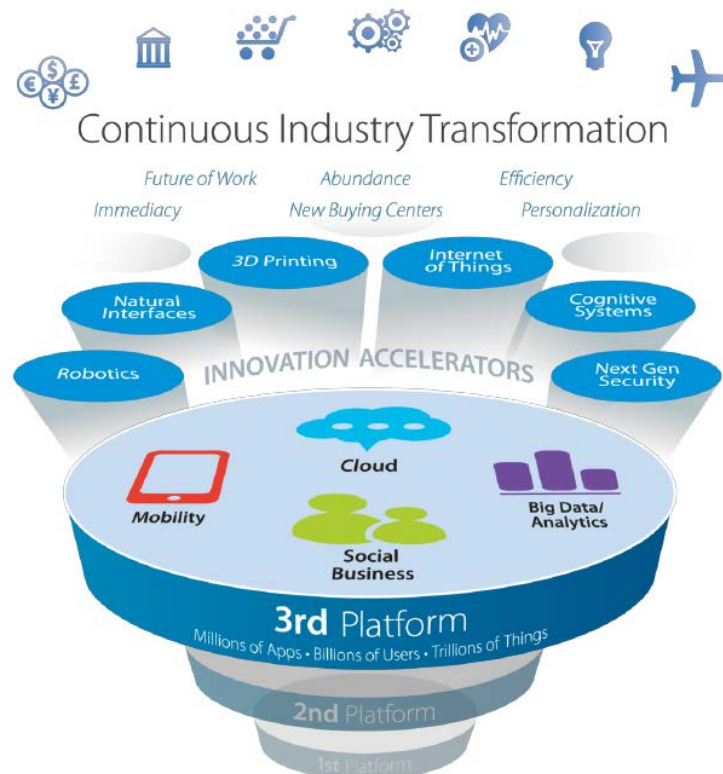 € $ £ ¥
Continuous Industry Transformation
Future of Work Abundance Efficiency
Immediacy New Buying Centers Personalization
3D Printing
Internet
of Things
Natural
Interfaces
Cognitive
Systems
Robotics
INNOVATION ACCELERATORS
Next Gen
Security
Cloud
Mobility
Big Data/
Analytics
Social
Business
3rd Platform
Millions of Apps • Billions of Users • Trillions of Things
2nd Platform
1st Platform